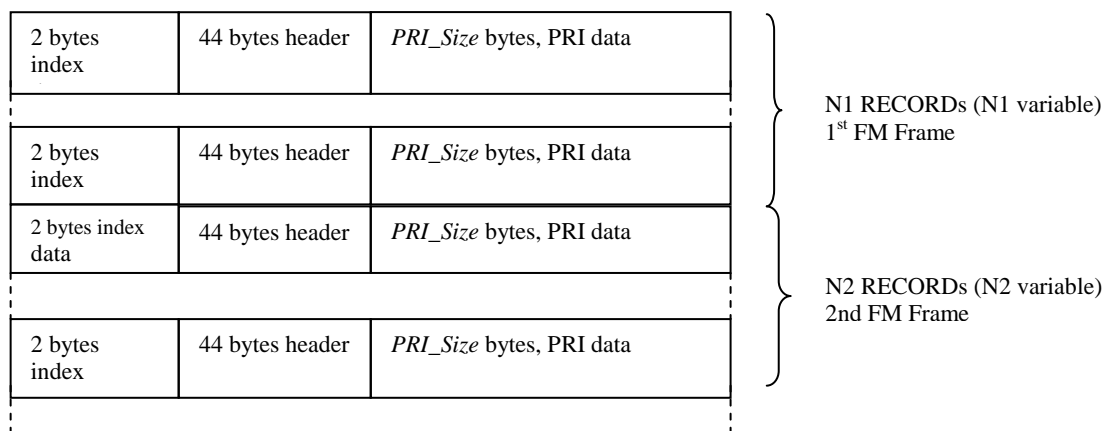 2 bytes
index
44 bytes header
PRI_Size bytes, PRI data
N1 RECORDs (N1 variable)
1st FM Frame
2 bytes
index
44 bytes header
PRI_Size bytes, PRI data
2 bytes index
data
44 bytes header
PRI_Size bytes, PRI data
N2 RECORDs (N2 variable)
2nd FM Frame
2 bytes
index
44 bytes header
PRI_Size bytes, PRI data